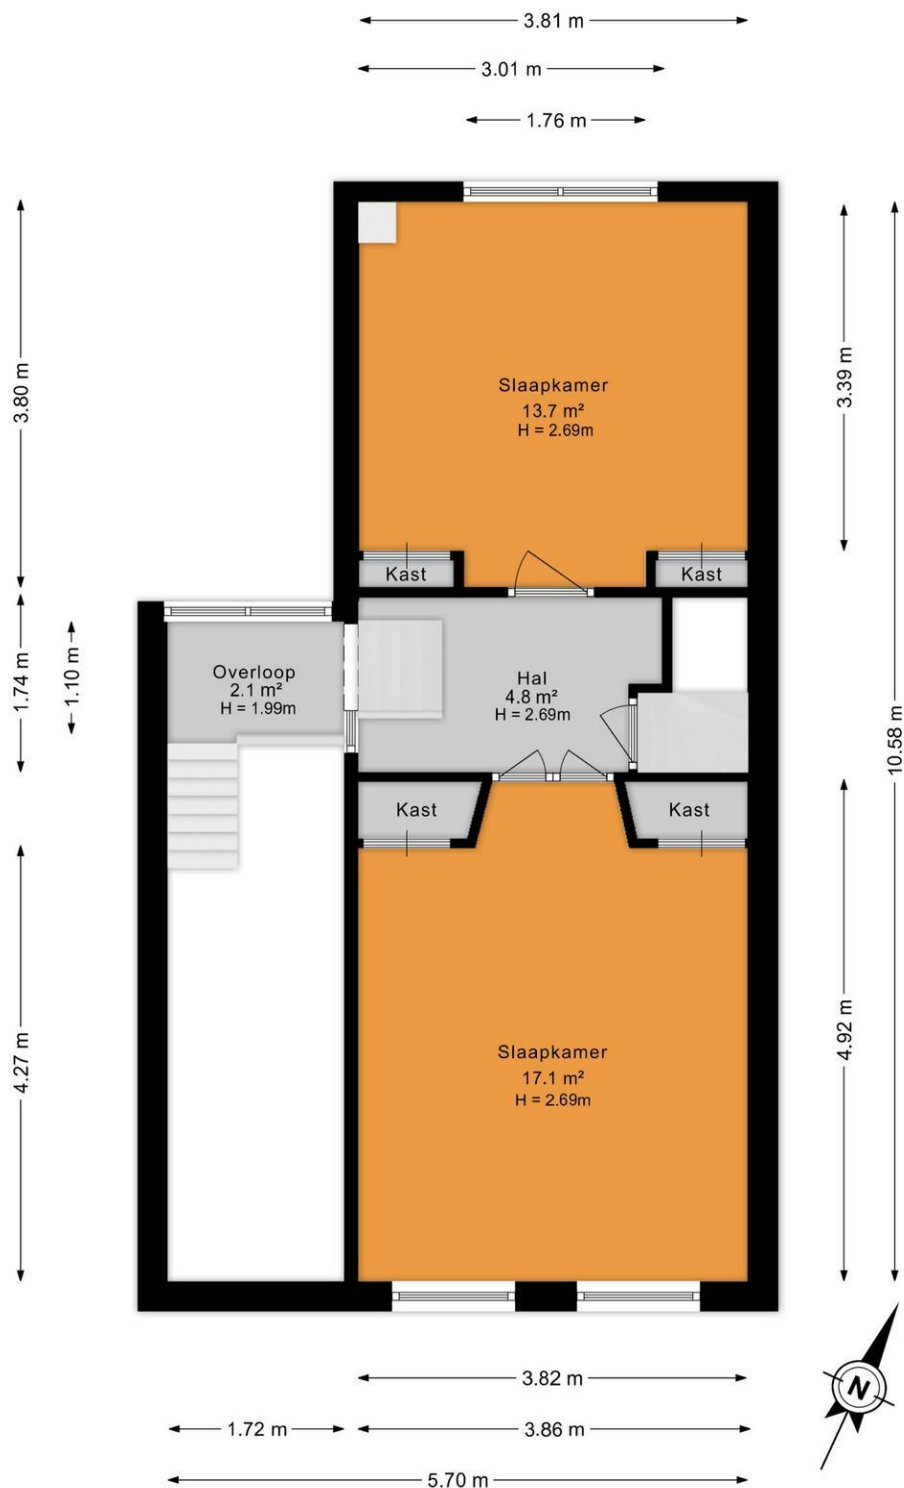 3.81 m
3.01 m
1.76 m
3.80 m
3.39 m
10.58 m
Slaapkamer
13.7 m²
H = 2.69m
Kast
Kast
1.74 m
1.10 m
Overloop
2.1 m²
H = 1.99m
Hal
4.8 m²
H = 2.69m
Kast
Kast
4.27 m
4.92 m
Slaapkamer
17.1 m²
H = 2.69m
3.82 m
N
1.72 m
3.86 m
5.70 m